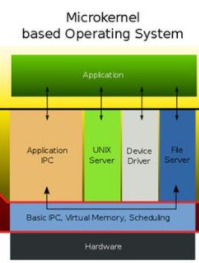 Microkernel
based Operating System
Application
Application
IPC
UNIX
Server
Device
Driver
File
Server
Basic IPC, Virtual Memory, Scheduling
Hardware